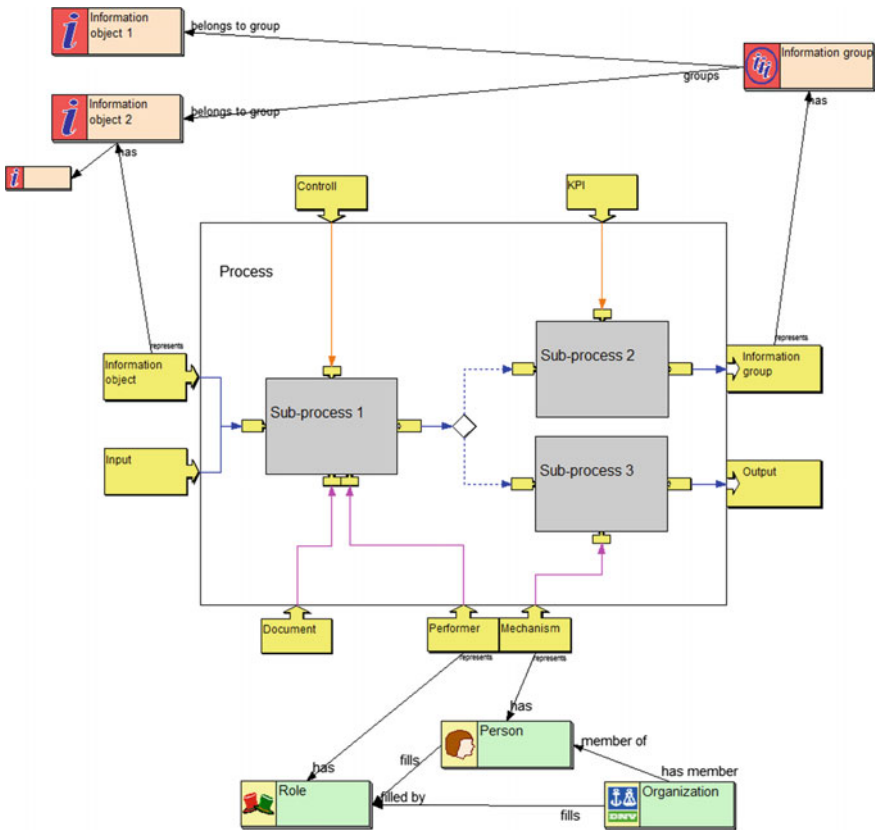 Information
object 1
belongs to group
Information group
groups
has
Information
object 2
belongs to group
has
Controll
KPI
Process
represents
Information
object
Sub-process 1
Sub-process 2
represents
Information
group
Input
Sub-process 3
Output
Document
Performer
Mechanism
represents
represents
has
Person
member of
fills
has member
has
Role
filled by
fills
DNV
Organization